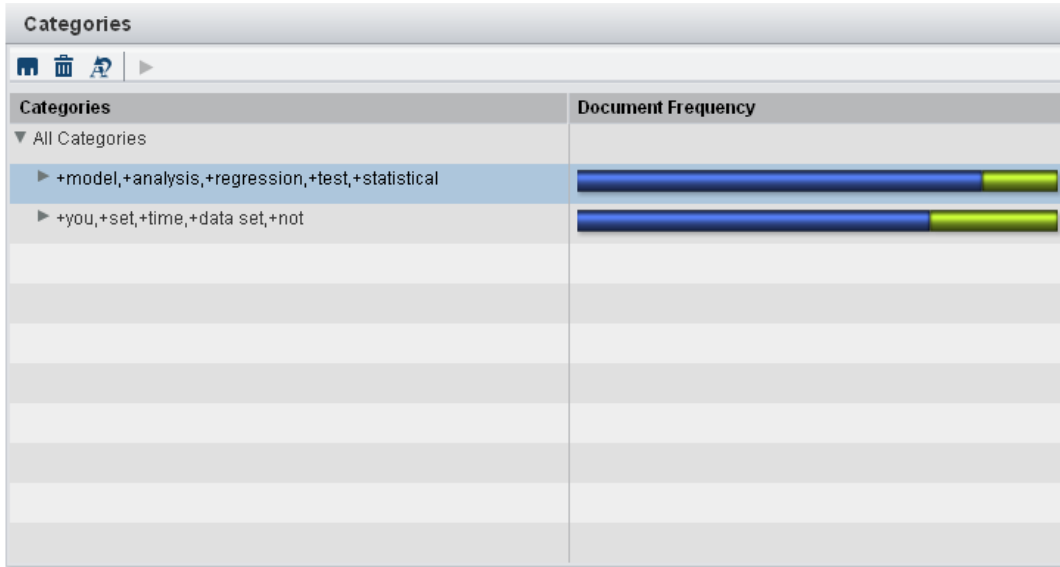 Categories
Categories Document Frequency
All Categories
+model,+analysis,+regression,+test,+statistical
+you,+set,+time,+data set,+not